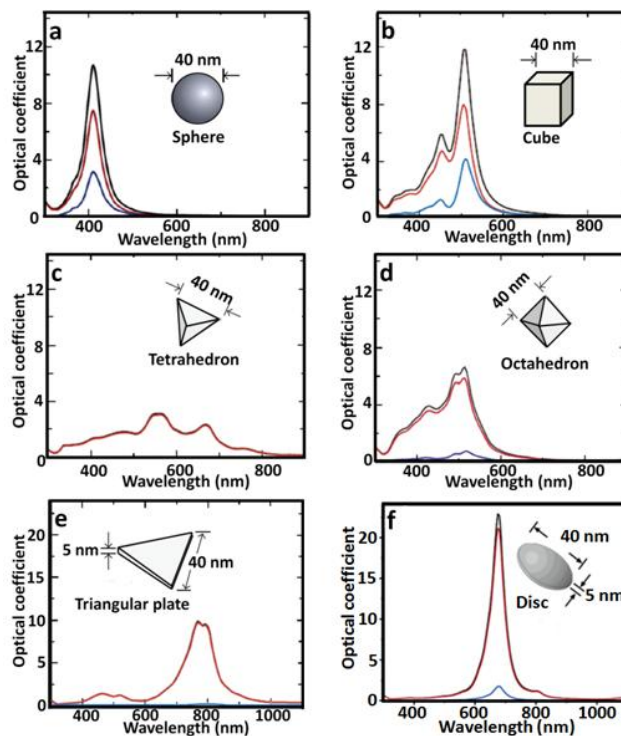 a
40 nm
Sphere
Optical coefficient
12
8
4
0
400 600 800
Wavelength (nm)
b
40 nm
Cube
Optical coefficient
12
8
4
0
400 600 800
Wavelength (nm)
c
40 nm
Tetrahedron
Optical coefficient
12
8
4
0
400 600 800
Wavelength (nm)
d
40 nm
Octahedron
Optical coefficient
12
8
4
0
400 600 800
Wavelength (nm)
e
5 nm
40 nm
Triangular plate
Optical coefficient
20
15
10
5
0
400 600 800 1000
Wavelength (nm)
f
40 nm
5 nm
Disc
Optical coefficient
20
15
10
5
0
400 600 800 1000
Wavelength (nm)